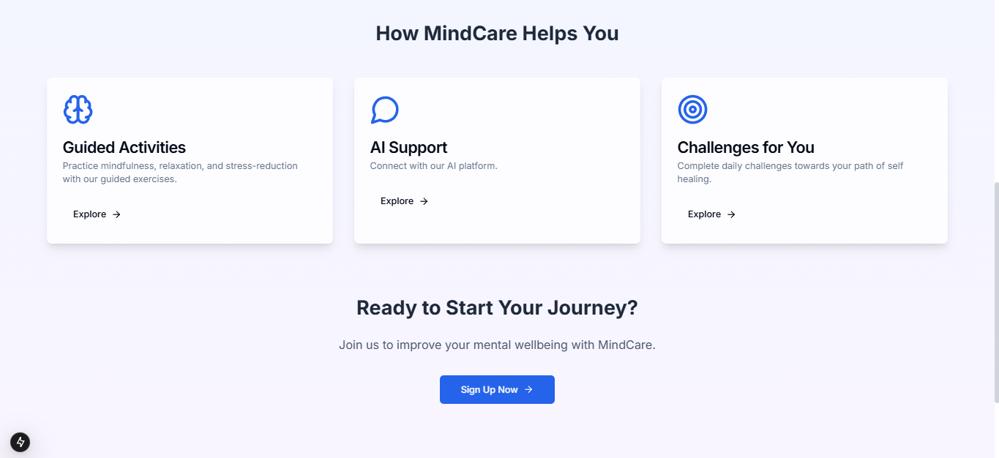 How MindCare Helps You
Guided Activities
Practice mindfulness, relaxation, and stress-reduction
with our guided exercises.
Explore
AI Support
Connect with our AI platform.
Explore
Challenges for You
Complete daily challenges towards your path of self
healing.
Explore
Ready to Start Your Journey?
Join us to improve your mental wellbeing with MindCare.
Sign Up Now